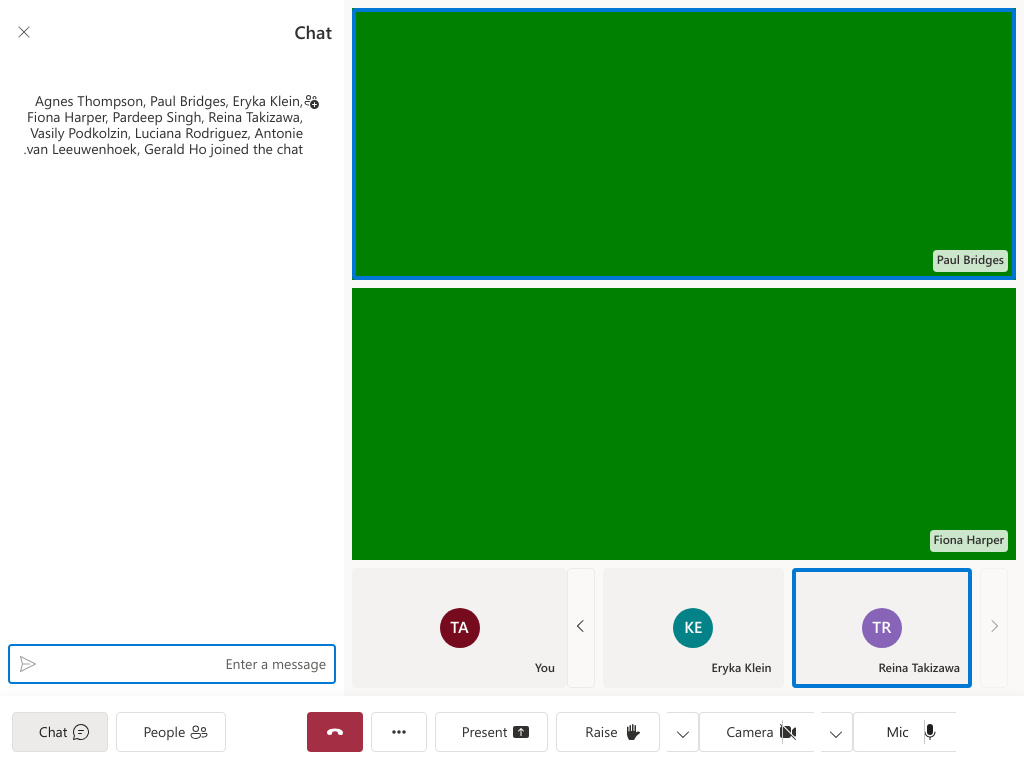 Chat
Agnes Thompson, Paul Bridges, Eryka Klein,
Fiona Harper, Pardeep Singh, Reina Takizawa,
Vasily Podkolzin, Luciana Rodriguez, Antonie
.van Leeuwenhoek, Gerald Ho joined the chat
Enter a message
Paul Bridges
Fiona Harper
TA
You
KE
Eryka Klein
TR
Reina Takizawa
Chat
People
Present
Raise
Camera
Mic